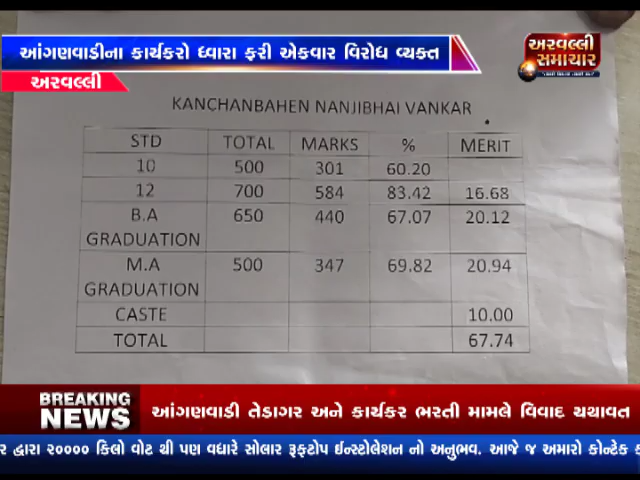 આંગણવાડીના કાર્યકરો ધ્વારા ફરી એકવાર વિરોધ વ્યક્ત
અરવલ્લી
અરવલ્લી
સમાચાર
KANCHANBAHEN NANJIBHAI VANKAR
STD TOTAL MARKS % MERIT
10 500 301 60.20
12 700 584 83.42 16.68
B.A GRADUATION 650 440 67.07 20.12
M.A GRADUATION 500 347 69.82 20.94
CASTE 10.00
TOTAL 67.74
BREAKING
NEWS
આંગણવાડી તેડાગર અને કાર્યકર ભરતી મામલે વિવાદ યથાવત
ર દ્વારા ૨૦૦૦૦ કિલો વોટ થી પણ વધારે સોલાર રૂફટોપ ઈન્સ્ટોલેશન નો અનુભવ. આજે જ અમારો કોન્ટેક